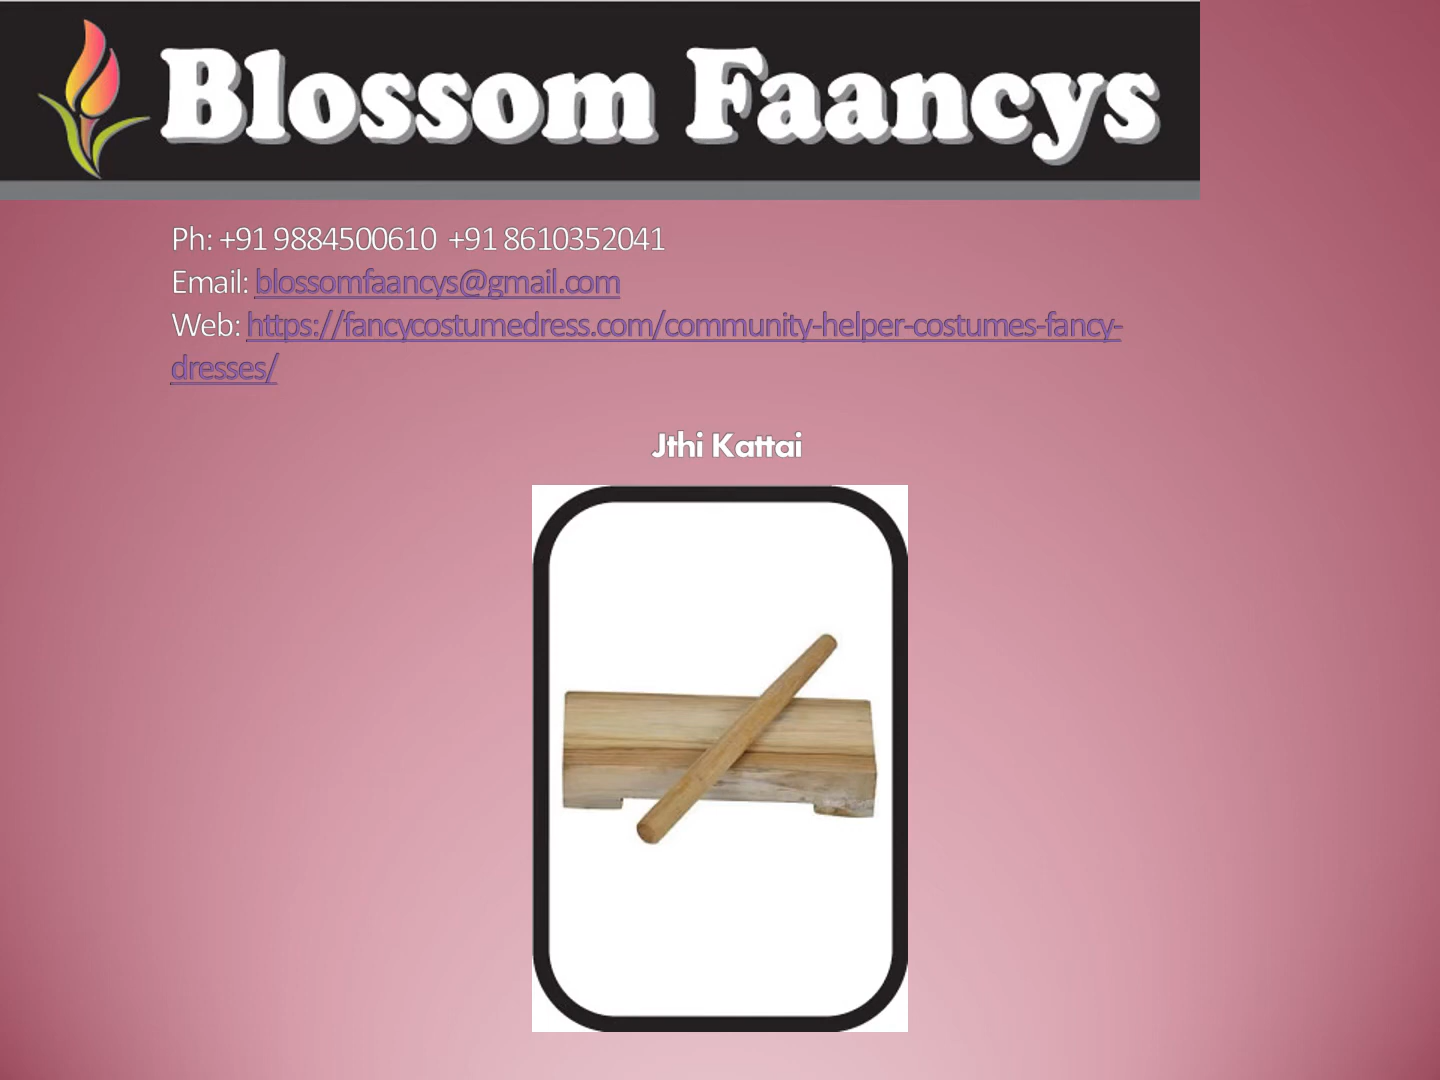 Blossom Faancys
Ph: +91 9884500610 +91 8610352041
Email: blossomfaancys@gmail.com
Web: https://fancycostumedress.com/community-helper-costumes-fancy-
dresses/
Jthi Kattai